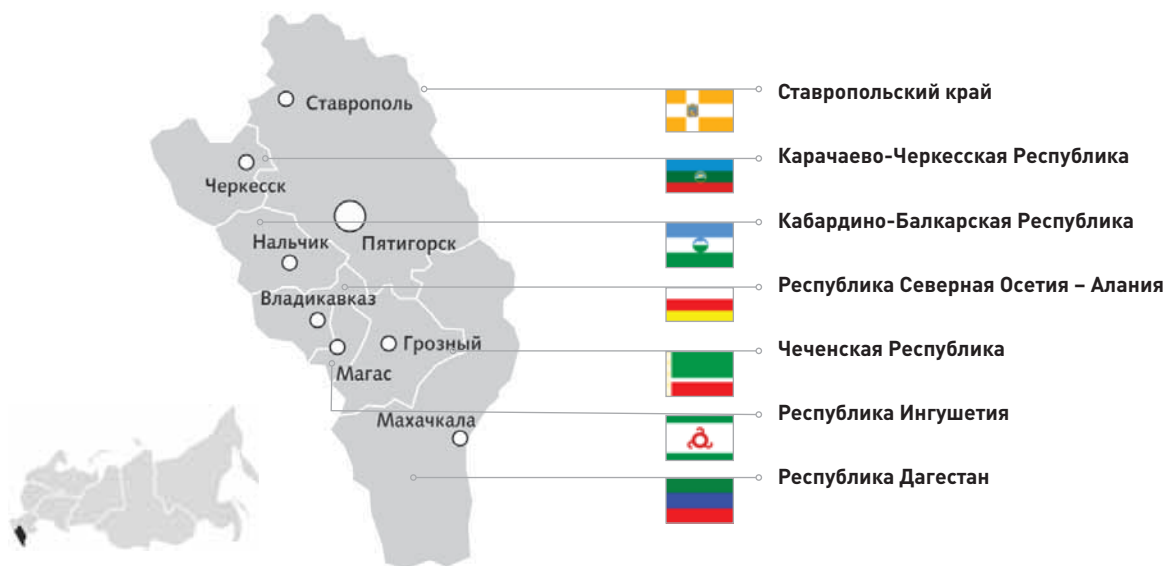 Ставропольский край
Ставрополь
Карачаево-Черкесская Республика
Черкесск
Кабардино-Балкарская Республика
Нальчик
Пятигорск
Республика Северная Осетия – Алания
Владикавказ
Грозный
Чеченская Республика
Магас
Республика Ингушетия
Махачкала
Республика Дагестан